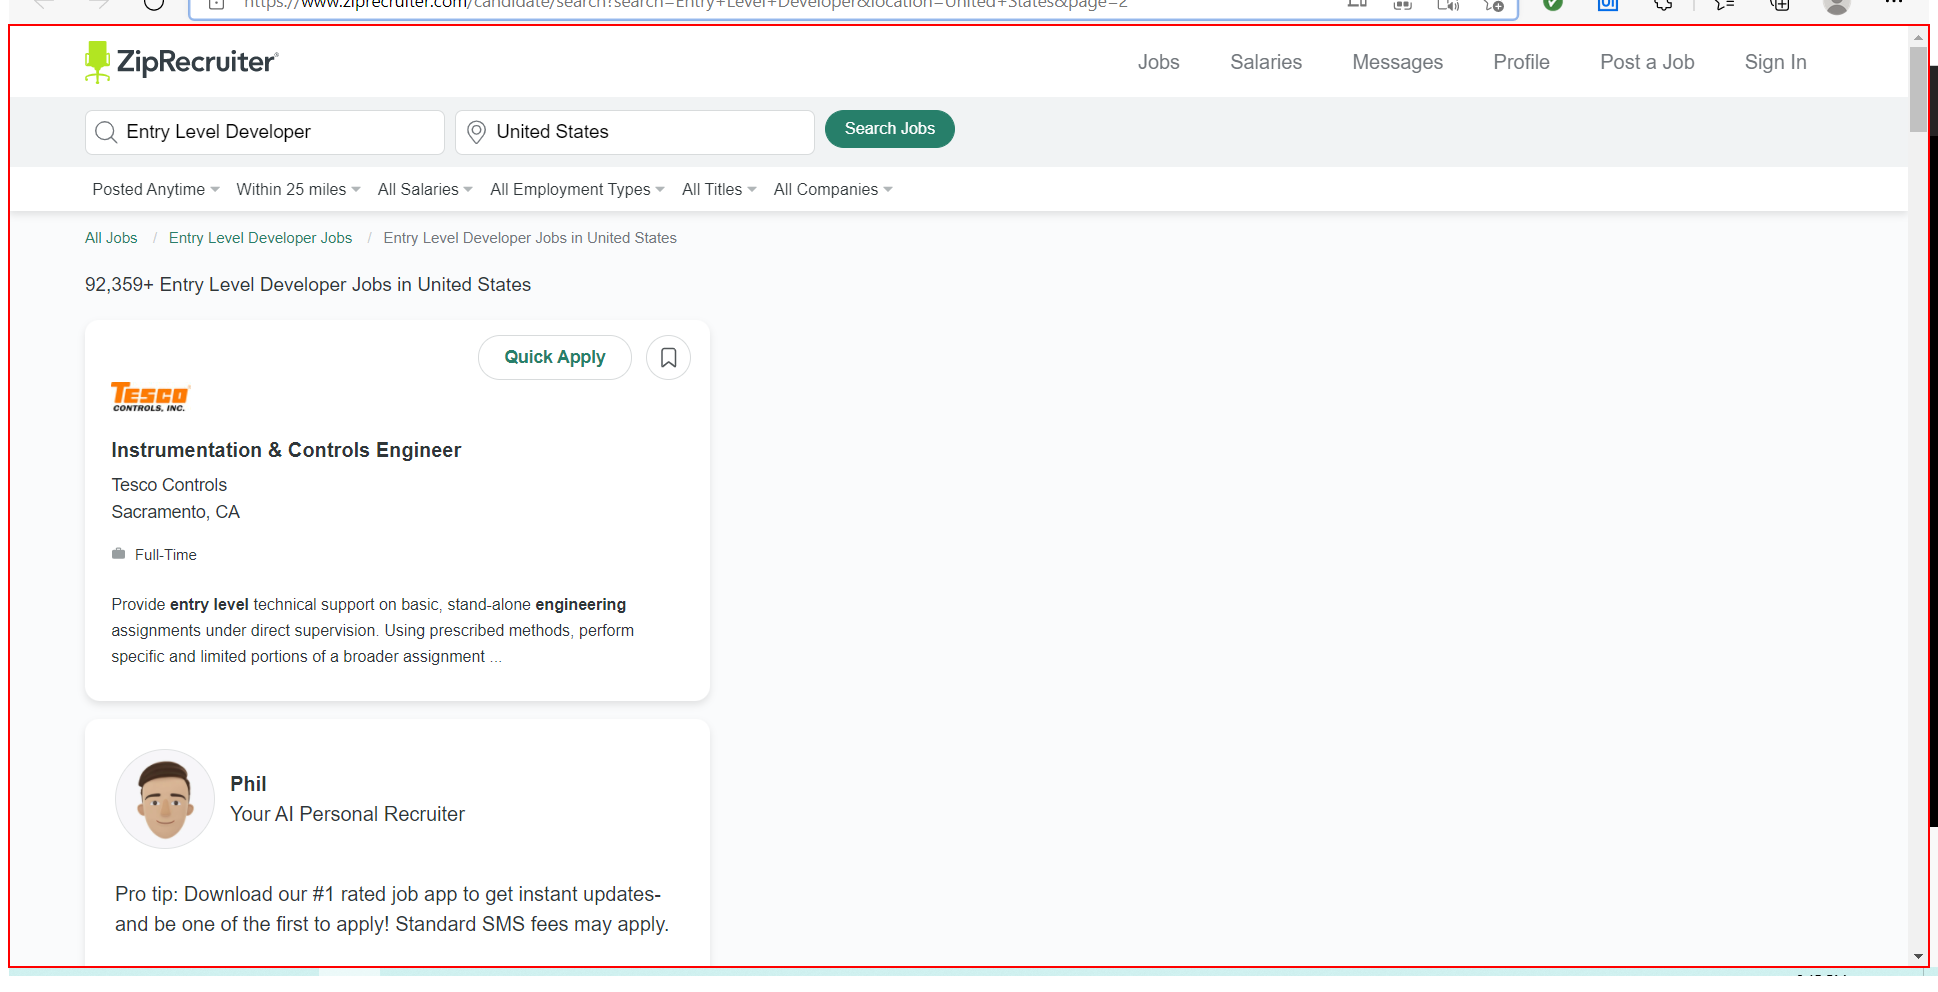 https://www.ziprecruiter.com/candidate/search?search=Entry+Level+Developer&location=United+States&page=2
ZipRecruiter®
Jobs Salaries Messages Profile Post a Job Sign In
Entry Level Developer United States Search Jobs
Posted Anytime Within 25 miles All Salaries All Employment Types All Titles All Companies
All Jobs / Entry Level Developer Jobs / Entry Level Developer Jobs in United States
92,359+ Entry Level Developer Jobs in United States
Quick Apply
TESCO
CONTROLS, INC.
Instrumentation & Controls Engineer
Tesco Controls
Sacramento, CA
Full-Time
Provide entry level technical support on basic, stand-alone engineering
assignments under direct supervision. Using prescribed methods, perform
specific and limited portions of a broader assignment ...
Phil
Your AI Personal Recruiter
Pro tip: Download our #1 rated job app to get instant updates-
and be one of the first to apply! Standard SMS fees may apply.